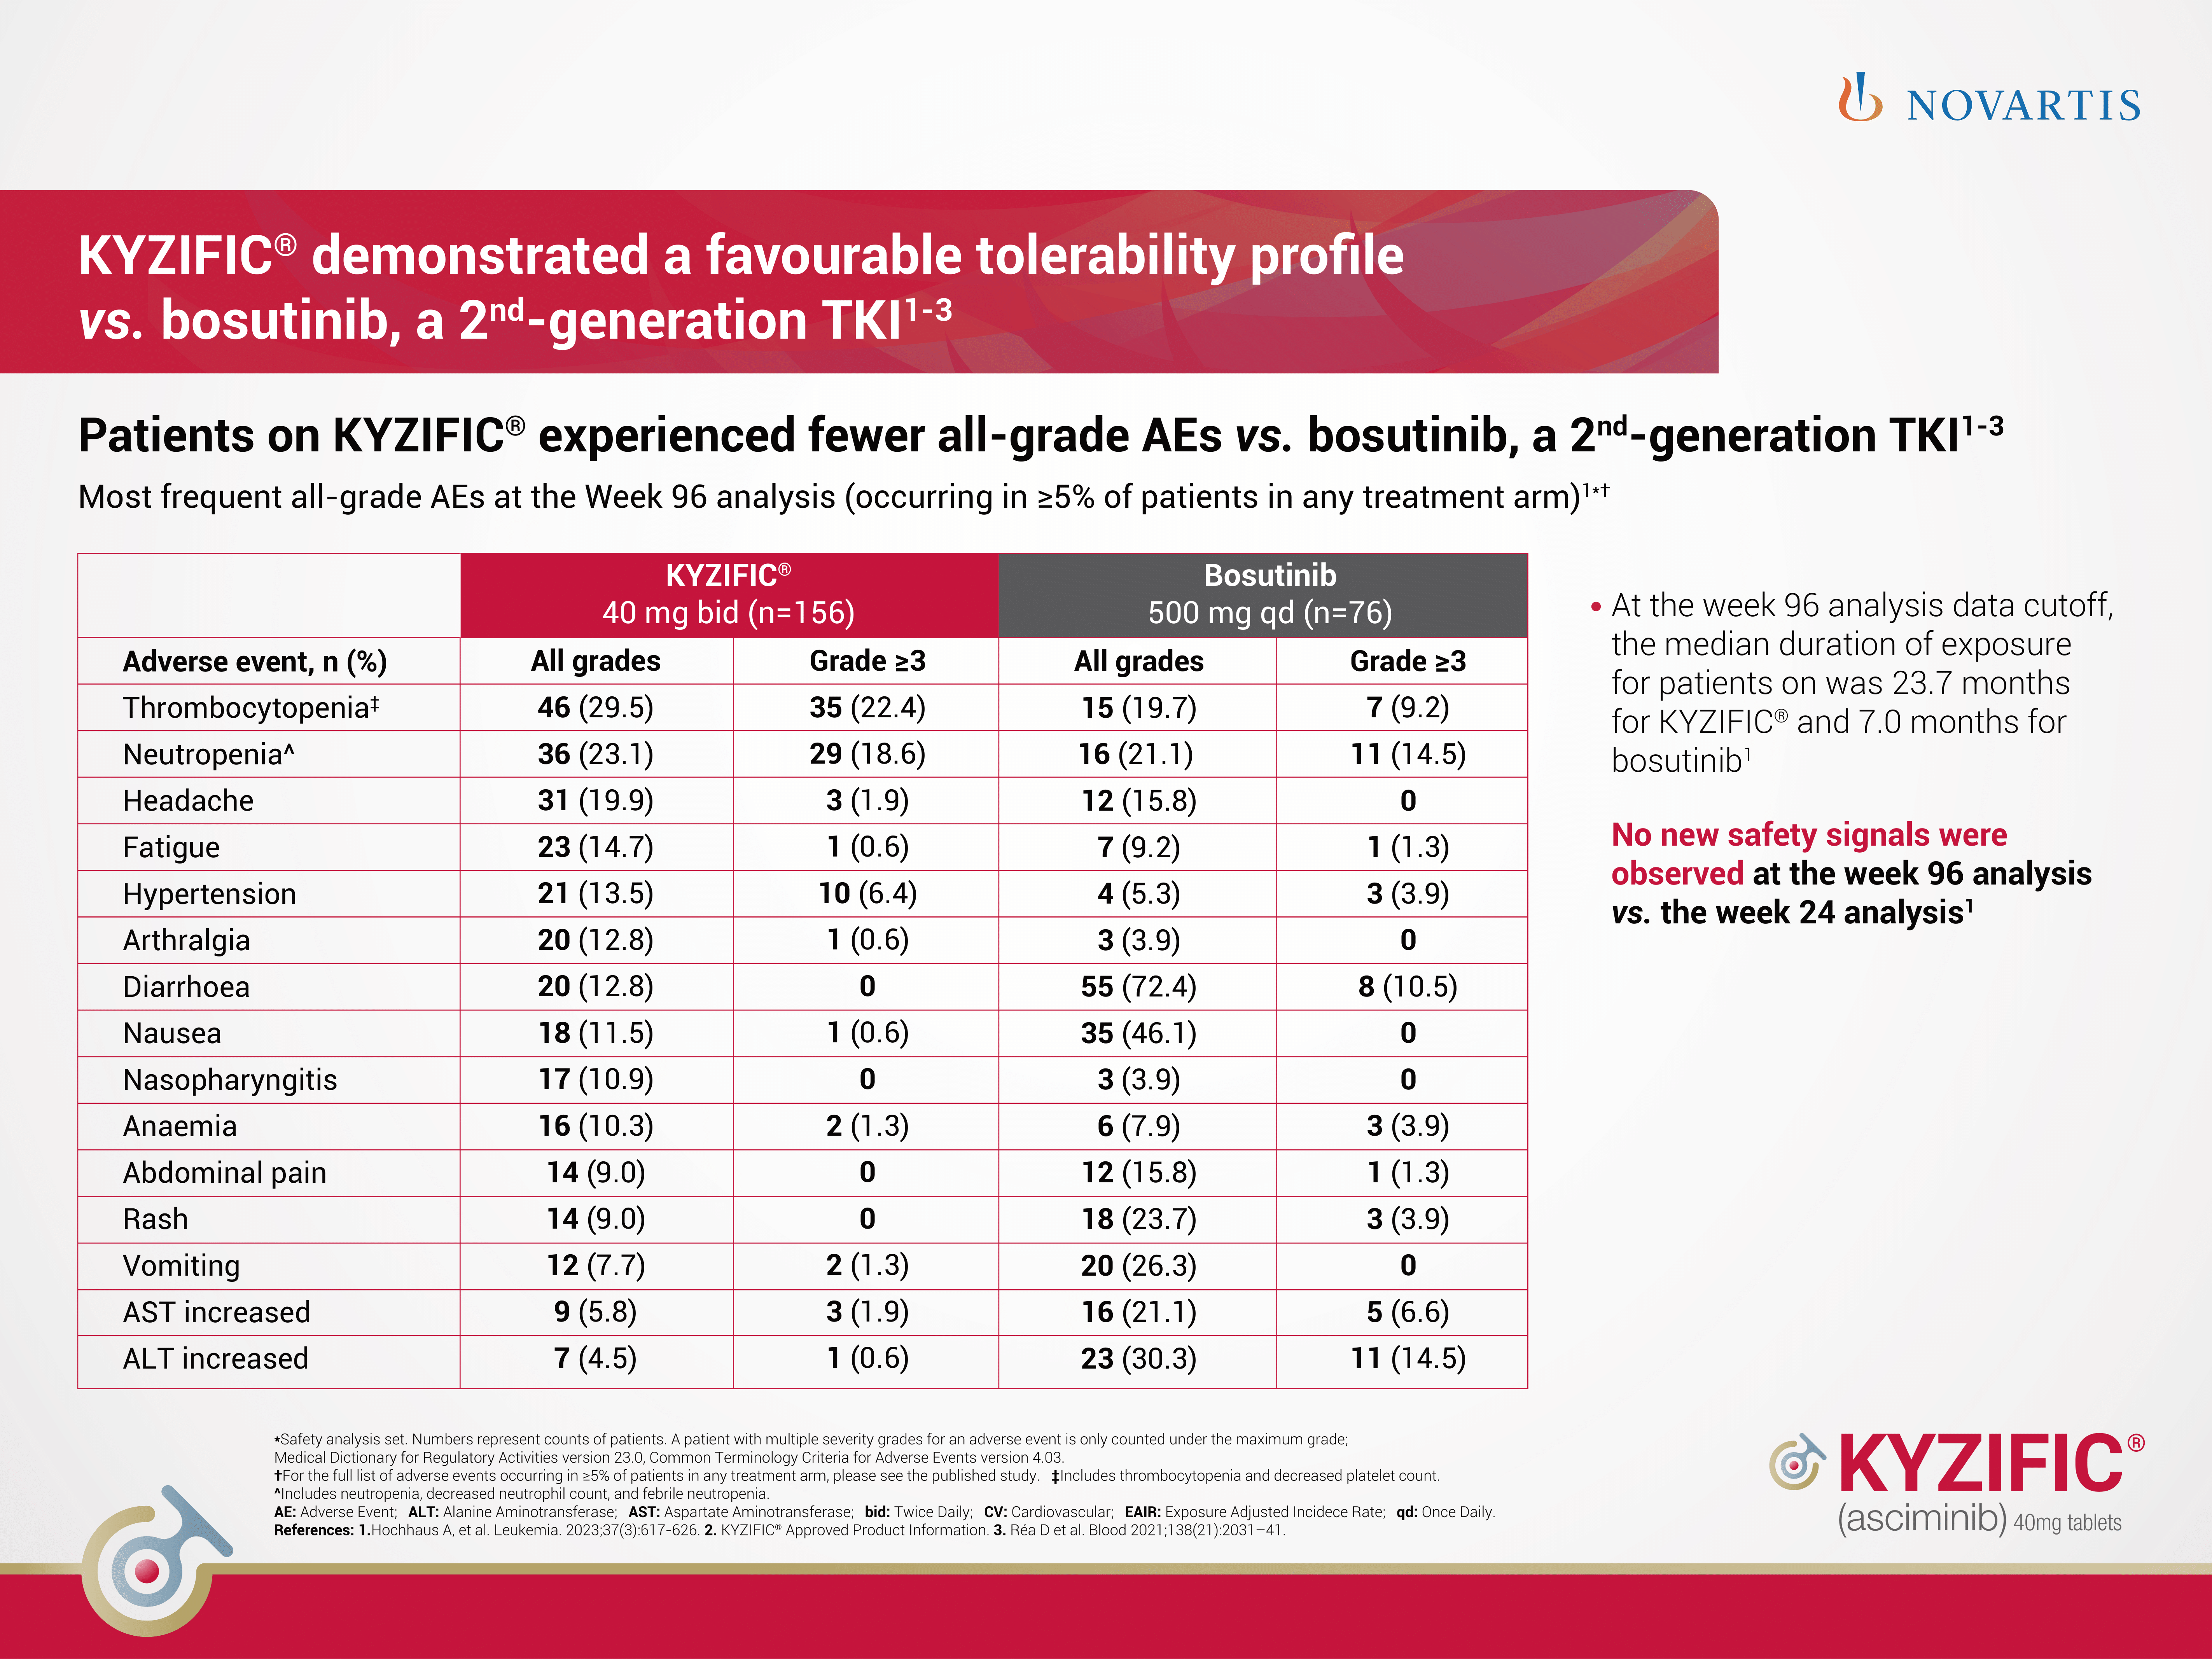 NOVARTIS
KYZIFIC® demonstrated a favourable tolerability profile
vs. bosutinib, a 2nd-generation TKI1-3
Patients on KYZIFIC® experienced fewer all-grade AEs vs. bosutinib, a 2nd-generation TKI1-3
Most frequent all-grade AEs at the Week 96 analysis (occurring in ≥5% of patients in any treatment arm)1*†
KYZIFIC® Bosutinib
40 mg bid (n=156) 500 mg qd (n=76)
Adverse event, n (%) All grades Grade ≥3 All grades Grade ≥3
Thrombocytopenia‡ 46 (29.5) 35 (22.4) 15 (19.7) 7 (9.2)
Neutropenia^ 36 (23.1) 29 (18.6) 16 (21.1) 11 (14.5)
Headache 31 (19.9) 3 (1.9) 12 (15.8) 0
Fatigue 23 (14.7) 1 (0.6) 7 (9.2) 1 (1.3)
Hypertension 21 (13.5) 10 (6.4) 4 (5.3) 3 (3.9)
Arthralgia 20 (12.8) 1 (0.6) 3 (3.9) 0
Diarrhoea 20 (12.8) 0 55 (72.4) 8 (10.5)
Nausea 18 (11.5) 1 (0.6) 35 (46.1) 0
Nasopharyngitis 17 (10.9) 0 3 (3.9) 0
Anaemia 16 (10.3) 2 (1.3) 6 (7.9) 3 (3.9)
Abdominal pain 14 (9.0) 0 12 (15.8) 1 (1.3)
Rash 14 (9.0) 0 18 (23.7) 3 (3.9)
Vomiting 12 (7.7) 2 (1.3) 20 (26.3) 0
AST increased 9 (5.8) 3 (1.9) 16 (21.1) 5 (6.6)
ALT increased 7 (4.5) 1 (0.6) 23 (30.3) 11 (14.5)
• At the week 96 analysis data cutoff,
the median duration of exposure
for patients on was 23.7 months
for KYZIFIC® and 7.0 months for
bosutinib1
No new safety signals were
observed at the week 96 analysis
vs. the week 24 analysis1
*Safety analysis set. Numbers represent counts of patients. A patient with multiple severity grades for an adverse event is only counted under the maximum grade;
Medical Dictionary for Regulatory Activities version 23.0, Common Terminology Criteria for Adverse Events version 4.03.
†For the full list of adverse events occurring in ≥5% of patients in any treatment arm, please see the published study. ‡Includes thrombocytopenia and decreased platelet count.
^Includes neutropenia, decreased neutrophil count, and febrile neutropenia.
AE: Adverse Event; ALT: Alanine Aminotransferase; AST: Aspartate Aminotransferase; bid: Twice Daily; CV: Cardiovascular; EAIR: Exposure Adjusted Incidece Rate; qd: Once Daily.
References: 1.Hochhaus A, et al. Leukemia. 2023;37(3):617-626. 2. KYZIFIC® Approved Product Information. 3. Réa D et al. Blood 2021;138(21):2031–41.
KYZIFIC®
(asciminib) 40mg tablets